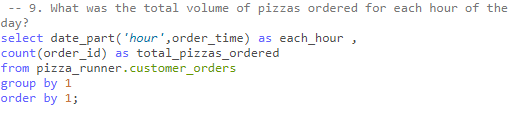 -- 9. What was the total volume of pizzas ordered for each hour of the
day?
select date_part('hour',order_time) as each_hour ,
count(order_id) as total_pizzas_ordered
from pizza_runner.customer_orders
group by 1
order by 1;